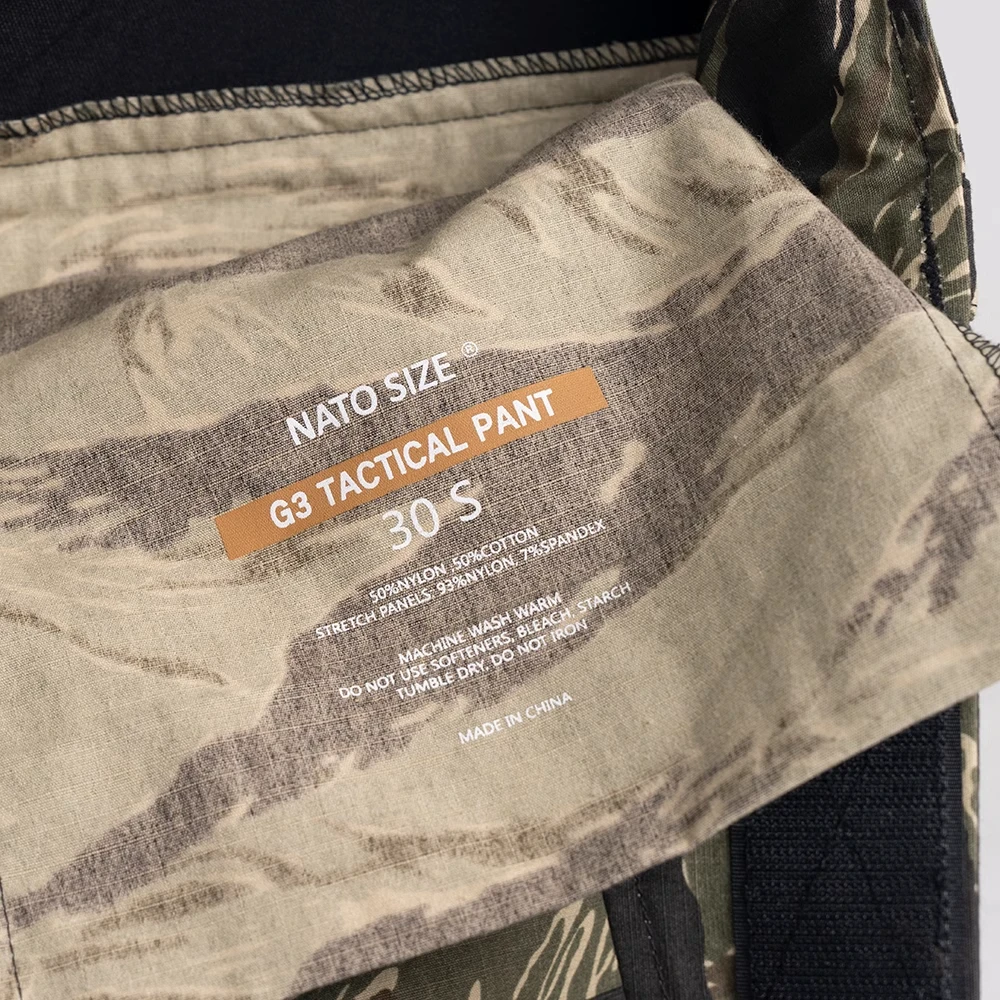 NATO SIZE ®
G3 TACTICAL PANT
30 S
50%NYLON 50%COTTON
STRETCH PANELS: 93%NYLON, 7%SPANDEX
MACHINE WASH WARM
DO NOT USE SOFTENERS, BLEACH, STARCH
TUMBLE DRY. DO NOT IRON
MADE IN CHINA